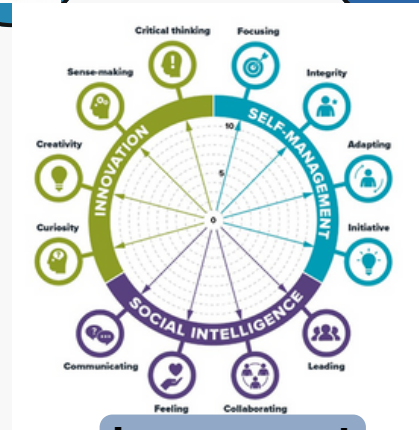 Critical thinking
Focusing
Sense-making
Integrity
Creativity
Adapting
Curiosity
Initiative
Communicating
Leading
Feeling
Collaborating
INNOVATION
SELF-MANAGEMENT
SOCIAL INTELLIGENCE
10
5
0